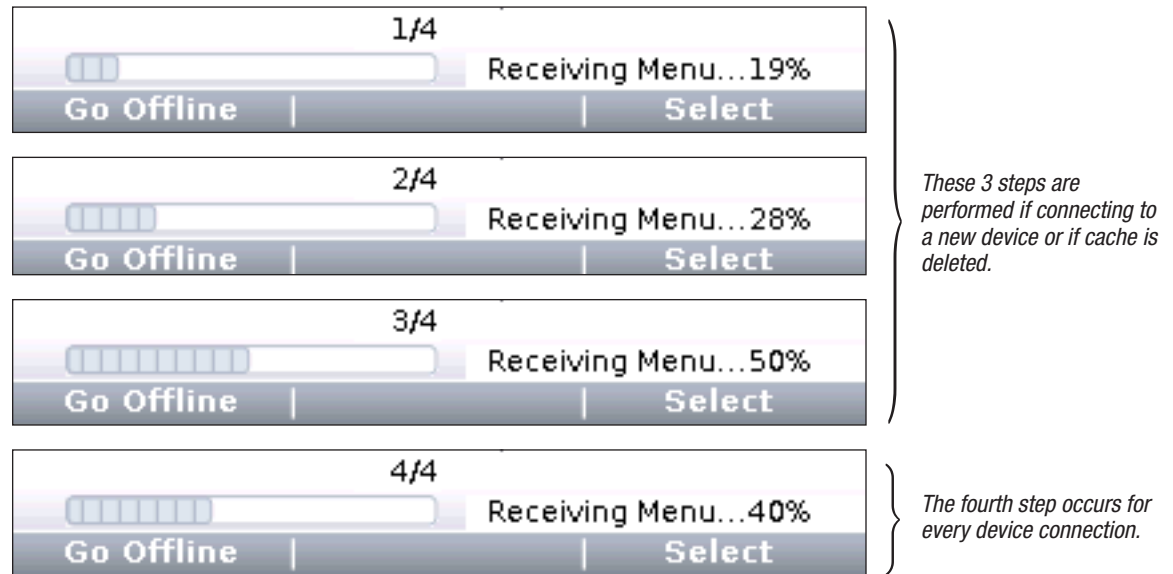 1/4
Receiving Menu...19%
Go Offline | | Select
2/4
Receiving Menu...28%
Go Offline | | Select
3/4
Receiving Menu...50%
Go Offline | | Select
These 3 steps are
performed if connecting to
a new device or if cache is
deleted.
4/4
Receiving Menu...40%
Go Offline | | Select
The fourth step occurs for
every device connection.